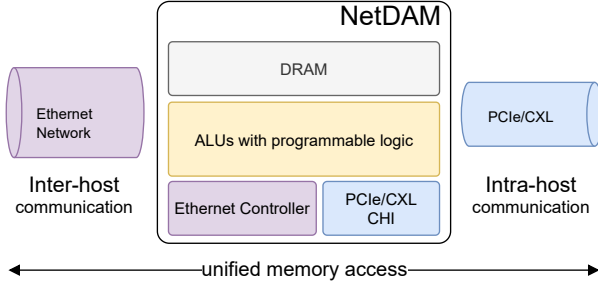 NetDAM
DRAM
Ethernet
Network
PCIe/CXL
ALUs with programmable logic
Inter-host
communication
Ethernet Controller
PCIe/CXL
CHI
Intra-host
communication
unified memory access